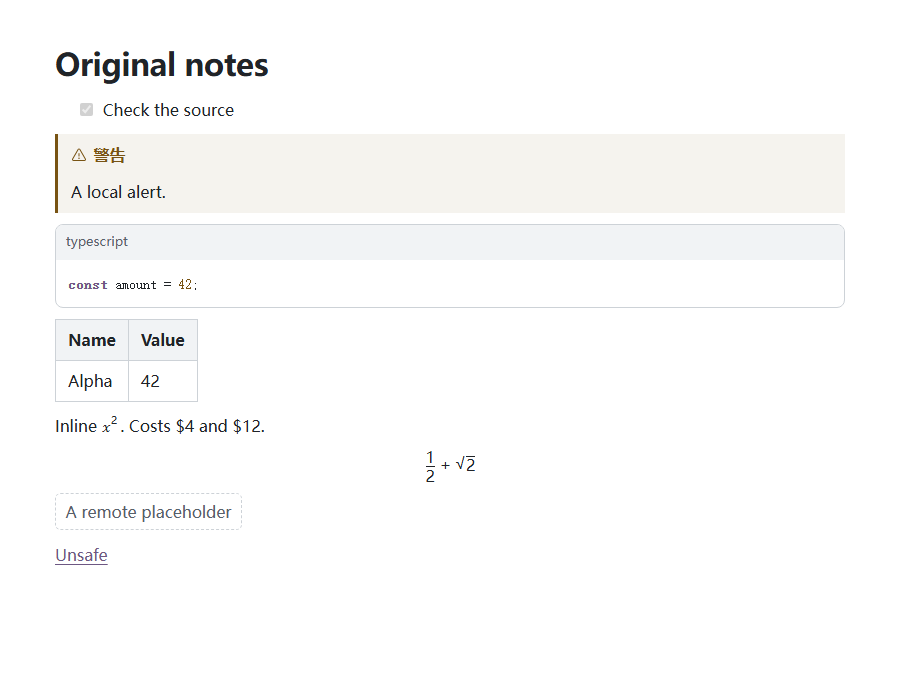 Original notes
Check the source
警告
A local alert.
typescript
const amount = 42;
Name Value
Alpha 42
Inline x². Costs $4 and $12.
1/2 + √2
A remote placeholder
Unsafe